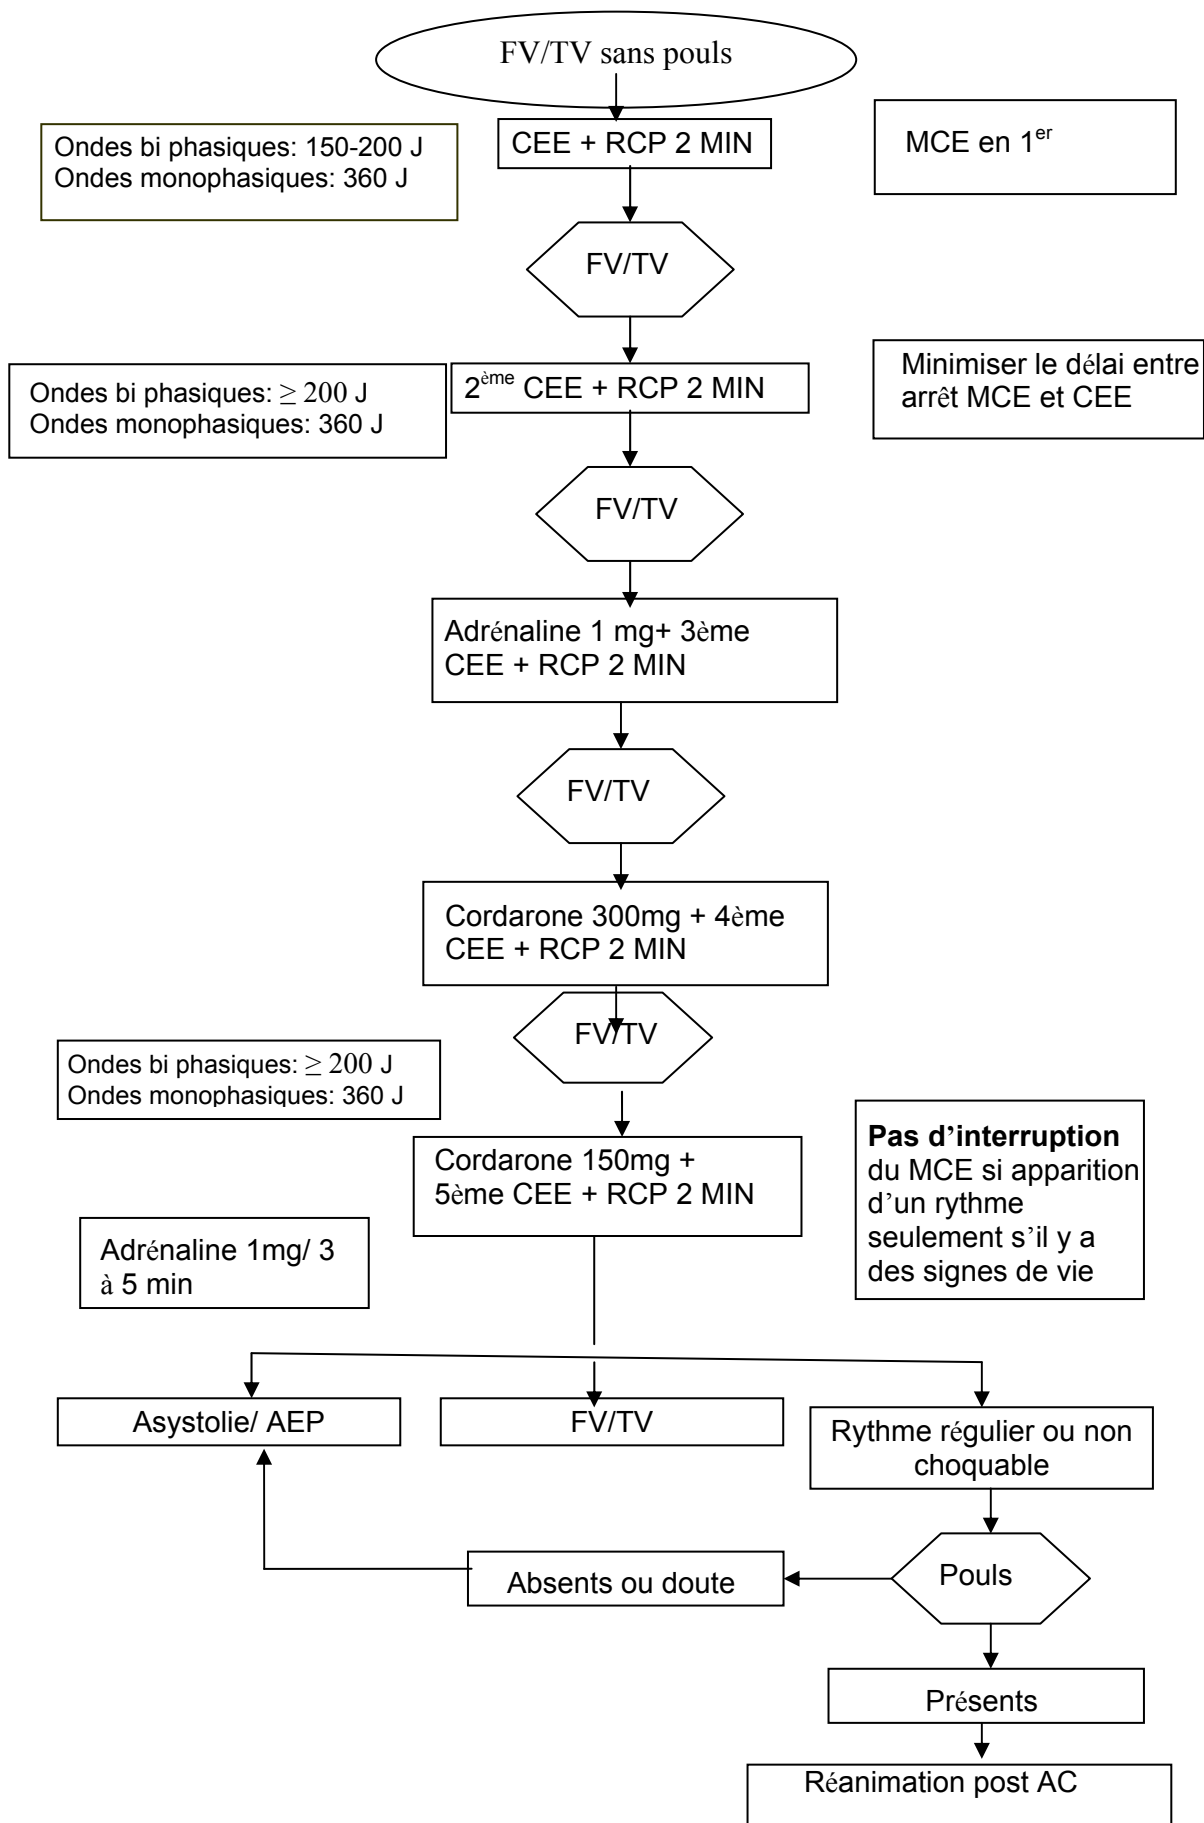 FV/TV sans pouls
Ondes bi phasiques: 150-200 J
Ondes monophasiques: 360 J
CEE + RCP 2 MIN
MCE en 1er
FV/TV
Ondes bi phasiques: ≥ 200 J
Ondes monophasiques: 360 J
2ème CEE + RCP 2 MIN
Minimiser le délai entre
arrêt MCE et CEE
FV/TV
Adrénaline 1 mg+ 3ème
CEE + RCP 2 MIN
FV/TV
Cordarone 300mg + 4ème
CEE + RCP 2 MIN
FV/TV
Ondes bi phasiques: ≥ 200 J
Ondes monophasiques: 360 J
Cordarone 150mg +
5ème CEE + RCP 2 MIN
Pas d’interruption
du MCE si apparition
d’un rythme
seulement s’il y a
des signes de vie
Adrénaline 1mg/ 3
à 5 min
Asystolie/ AEP
FV/TV
Rythme régulier ou non
choquable
Pouls
Absents ou doute
Présents
Réanimation post AC